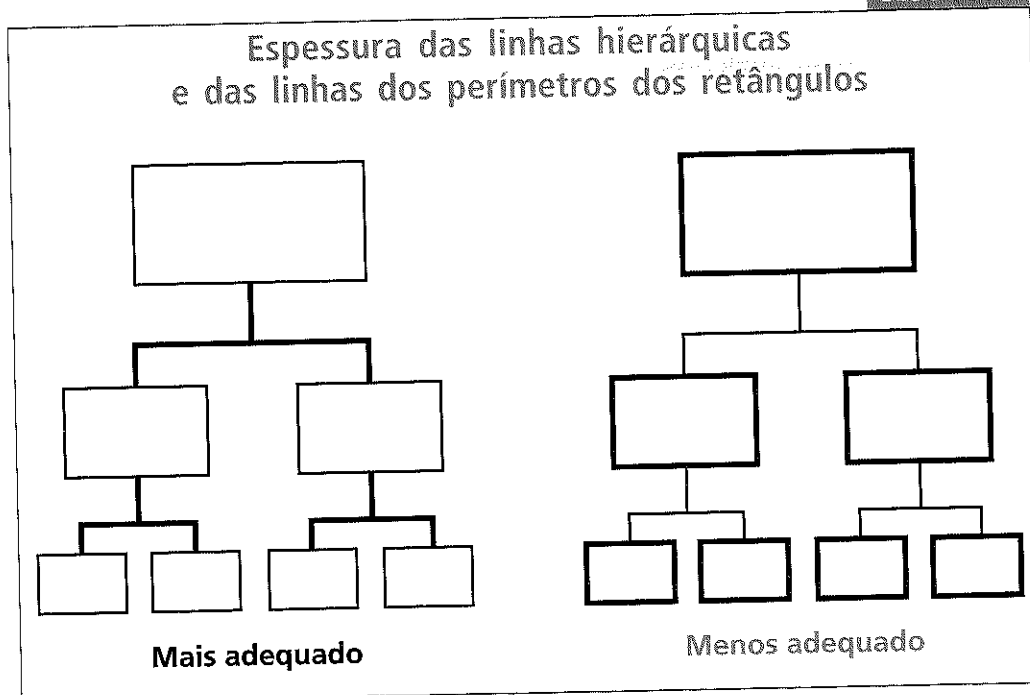 Espessura das linhas hierárquicas
e das linhas dos perímetros dos retângulos
Mais adequado
Menos adequado